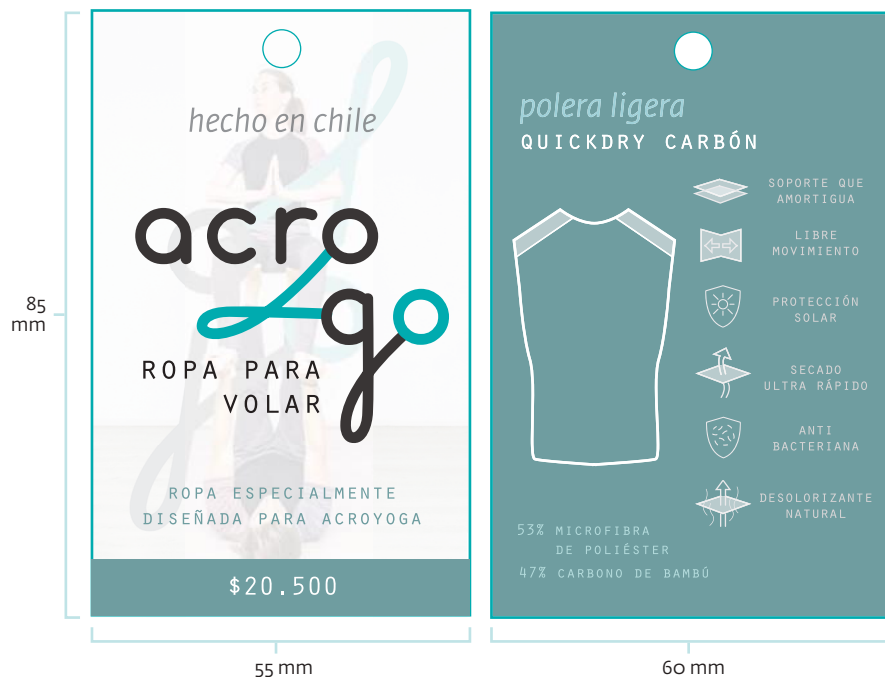 hecho en chile
acro
go
ROPA PARA
VOLAR
ROPA ESPECIALMENTE
DISEÑADA PARA ACROYOGA
$20.500
85
mm
55 mm
polera ligera
QUICKDRY CARBÓN
SOPORTE QUE
AMORTIGUA
LIBRE
MOVIMIENTO
PROTECCIÓN
SOLAR
SECADO
ULTRA RÁPIDO
ANTI
BACTERIANA
DESOLORIZANTE
NATURAL
53% MICROFIBRA
DE POLIÉSTER
47% CARBONO DE BAMBÚ
60 mm